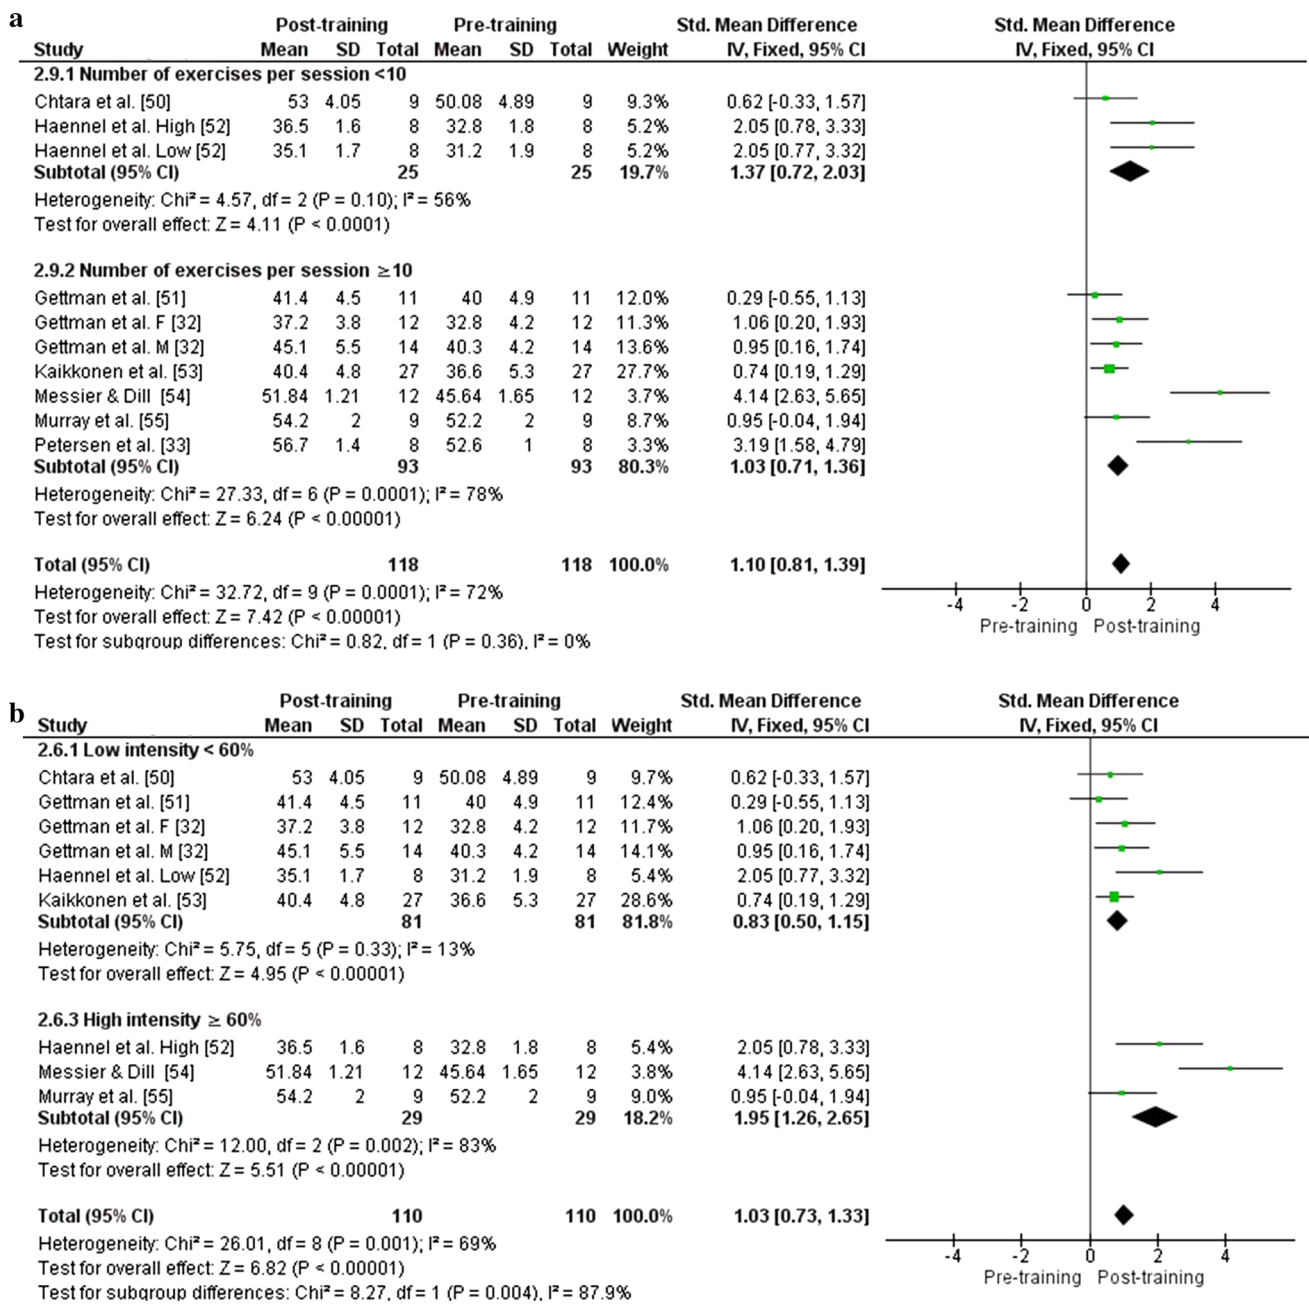 a
Post-training Pre-training Std. Mean Difference Std. Mean Difference
Study Mean SD Total Mean SD Total Weight IV, Fixed, 95% CI IV, Fixed, 95% CI
2.9.1 Number of exercises per session <10
Chtara et al. [50] 53 4.05 9 50.08 4.89 9 9.3% 0.62 [-0.33, 1.57]
Haennel et al. High [52] 36.5 1.6 8 32.8 1.8 8 5.2% 2.05 [0.78, 3.33]
Haennel et al. Low [52] 35.1 1.7 8 31.2 1.9 8 5.2% 2.05 [0.77, 3.32]
Subtotal (95% CI) 25 25 19.7% 1.37 [0.72, 2.03]
Heterogeneity: Chi² = 4.57, df = 2 (P = 0.10); I² = 56%
Test for overall effect: Z = 4.11 (P < 0.0001)
2.9.2 Number of exercises per session ≥10
Gettman et al. [51] 41.4 4.5 11 40 4.9 11 12.0% 0.29 [-0.55, 1.13]
Gettman et al. F [32] 37.2 3.8 12 32.8 4.2 12 11.3% 1.06 [0.20, 1.93]
Gettman et al. M [32] 45.1 5.5 14 40.3 4.2 14 13.6% 0.95 [0.16, 1.74]
Kaikkonen et al. [53] 40.4 4.8 27 36.6 5.3 27 27.7% 0.74 [0.19, 1.29]
Messier & Dill [54] 51.84 1.21 12 45.64 1.65 12 3.7% 4.14 [2.63, 5.65]
Murray et al. [55] 54.2 2 9 52.2 2 9 8.7% 0.95 [-0.04, 1.94]
Petersen et al. [33] 56.7 1.4 8 52.6 1 8 3.3% 3.19 [1.58, 4.79]
Subtotal (95% CI) 93 93 80.3% 1.03 [0.71, 1.36]
Heterogeneity: Chi² = 27.33, df = 6 (P = 0.0001); I² = 78%
Test for overall effect: Z = 6.24 (P < 0.00001)
Total (95% CI) 118 118 100.0% 1.10 [0.81, 1.39]
Heterogeneity: Chi² = 32.72, df = 9 (P = 0.0001); I² = 72%
Test for overall effect: Z = 7.42 (P < 0.00001)
Test for subgroup differences: Chi² = 0.82, df = 1 (P = 0.36), I² = 0%
-4 -2 0 2 4
Pre-training Post-training
b
Post-training Pre-training Std. Mean Difference Std. Mean Difference
Study Mean SD Total Mean SD Total Weight IV, Fixed, 95% CI IV, Fixed, 95% CI
2.6.1 Low intensity < 60%
Chtara et al. [50] 53 4.05 9 50.08 4.89 9 9.7% 0.62 [-0.33, 1.57]
Gettman et al. [51] 41.4 4.5 11 40 4.9 11 12.4% 0.29 [-0.55, 1.13]
Gettman et al. F [32] 37.2 3.8 12 32.8 4.2 12 11.7% 1.06 [0.20, 1.93]
Gettman et al. M [32] 45.1 5.5 14 40.3 4.2 14 14.1% 0.95 [0.16, 1.74]
Haennel et al. Low [52] 35.1 1.7 8 31.2 1.9 8 5.4% 2.05 [0.77, 3.32]
Kaikkonen et al. [53] 40.4 4.8 27 36.6 5.3 27 28.6% 0.74 [0.19, 1.29]
Subtotal (95% CI) 81 81 81.8% 0.83 [0.50, 1.15]
Heterogeneity: Chi² = 5.75, df = 5 (P = 0.33); I² = 13%
Test for overall effect: Z = 4.95 (P < 0.00001)
2.6.3 High intensity ≥ 60%
Haennel et al. High [52] 36.5 1.6 8 32.8 1.8 8 5.4% 2.05 [0.78, 3.33]
Messier & Dill [54] 51.84 1.21 12 45.64 1.65 12 3.8% 4.14 [2.63, 5.65]
Murray et al. [55] 54.2 2 9 52.2 2 9 9.0% 0.95 [-0.04, 1.94]
Subtotal (95% CI) 29 29 18.2% 1.95 [1.26, 2.65]
Heterogeneity: Chi² = 12.00, df = 2 (P = 0.002); I² = 83%
Test for overall effect: Z = 5.51 (P < 0.00001)
Total (95% CI) 110 110 100.0% 1.03 [0.73, 1.33]
Heterogeneity: Chi² = 26.01, df = 8 (P = 0.001); I² = 69%
Test for overall effect: Z = 6.82 (P < 0.00001)
Test for subgroup differences: Chi² = 8.27, df = 1 (P = 0.004), I² = 87.9%
-4 -2 0 2 4
Pre-training Post-training